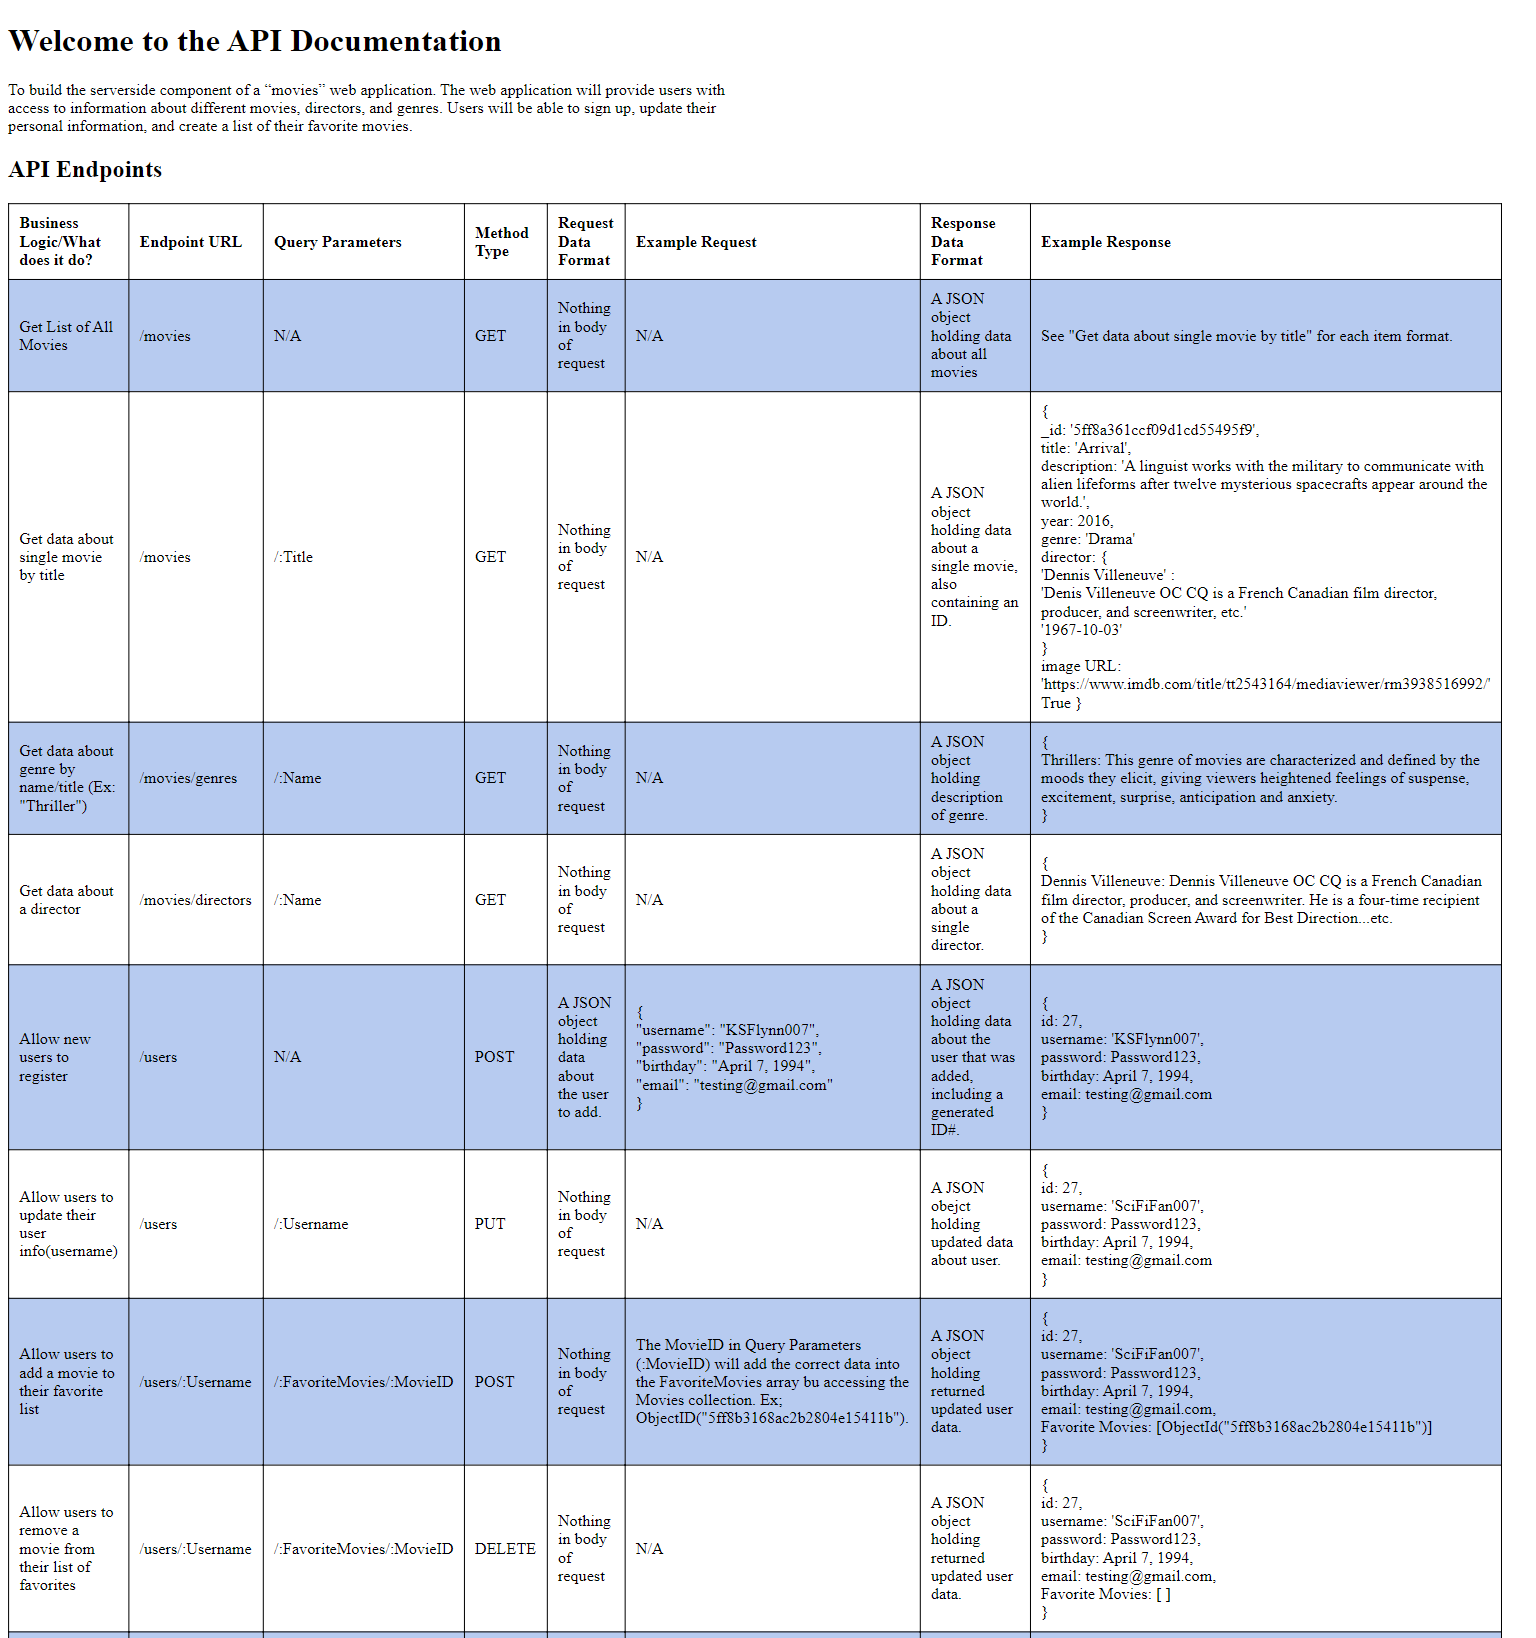 Welcome to the API Documentation
To build the serverside component of a “movies” web application. The web application will provide users with
access to information about different movies, directors, and genres. Users will be able to sign up, update their
personal information, and create a list of their favorite movies.
API Endpoints
Business
Logic/What
does it do?
Endpoint URL
Query Parameters
Method
Type
Request
Data
Format
Example Request
Response
Data
Format
Example Response
Get List of All
Movies
/movies
N/A
GET
Nothing
in body
of
request
N/A
A JSON
object
holding data
about all
movies
See "Get data about single movie by title" for each item format.
Get data about
single movie
by title
/movies
/:Title
GET
Nothing
in body
of
request
N/A
A JSON
object
holding data
about a
single movie,
also
containing an
ID.
{
_id: '5ff8a361ccf09d1cd55495f9',
title: 'Arrival',
description: 'A linguist works with the military to communicate with
alien lifeforms after twelve mysterious spacecrafts appear around the
world.',
year: 2016,
genre: 'Drama'
director: {
'Dennis Villeneuve' :
'Denis Villeneuve OC CQ is a French Canadian film director,
producer, and screenwriter, etc.'
'1967-10-03'
}
image URL:
'https://www.imdb.com/title/tt2543164/mediaviewer/rm3938516992/'
True }
Get data about
genre by
name/title (Ex:
"Thriller")
/movies/genres
/:Name
GET
Nothing
in body
of
request
N/A
A JSON
object
holding
description
of genre.
{
Thrillers: This genre of movies are characterized and defined by the
moods they elicit, giving viewers heightened feelings of suspense,
excitement, surprise, anticipation and anxiety.
}
Get data about
a director
/movies/directors
/:Name
GET
Nothing
in body
of
request
N/A
A JSON
object
holding data
about a
single
director.
{
Dennis Villeneuve: Dennis Villeneuve OC CQ is a French Canadian
film director, producer, and screenwriter. He is a four-time recipient
of the Canadian Screen Award for Best Direction...etc.
}
Allow new
users to
register
/users
N/A
POST
A JSON
object
holding
data
about
the user
to add.
{
"username": "KSFlynn007",
"password": "Password123",
"birthday": "April 7, 1994",
"email": "testing@gmail.com"
}
A JSON
object
holding data
about the
user that was
added,
including a
generated
ID#.
{
id: 27,
username: 'KSFlynn007',
password: Password123,
birthday: April 7, 1994,
email: testing@gmail.com
}
Allow users to
update their
user
info(username)
/users
/:Username
PUT
Nothing
in body
of
request
N/A
A JSON
obejct
holding
updated data
about user.
{
id: 27,
username: 'SciFiFan007',
password: Password123,
birthday: April 7, 1994,
email: testing@gmail.com
}
Allow users to
add a movie to
their favorite
list
/users/:Username
/:FavoriteMovies/:MovieID
POST
Nothing
in body
of
request
The MovieID in Query Parameters
(:MovieID) will add the correct data into
the FavoriteMovies array bu accessing the
Movies collection. Ex;
ObjectID("5ff8b3168ac2b2804e15411b").
A JSON
object
holding
returned
updated user
data.
{
id: 27,
username: 'SciFiFan007',
password: Password123,
birthday: April 7, 1994,
email: testing@gmail.com,
Favorite Movies: [ObjectId("5ff8b3168ac2b2804e15411b")]
}
Allow users to
remove a
movie from
their list of
favorites
/users/:Username
/:FavoriteMovies/:MovieID
DELETE
Nothing
in body
of
request
N/A
A JSON
object
holding
returned
updated user
data.
{
id: 27,
username: 'SciFiFan007',
password: Password123,
birthday: April 7, 1994,
email: testing@gmail.com,
Favorite Movies: [ ]
}